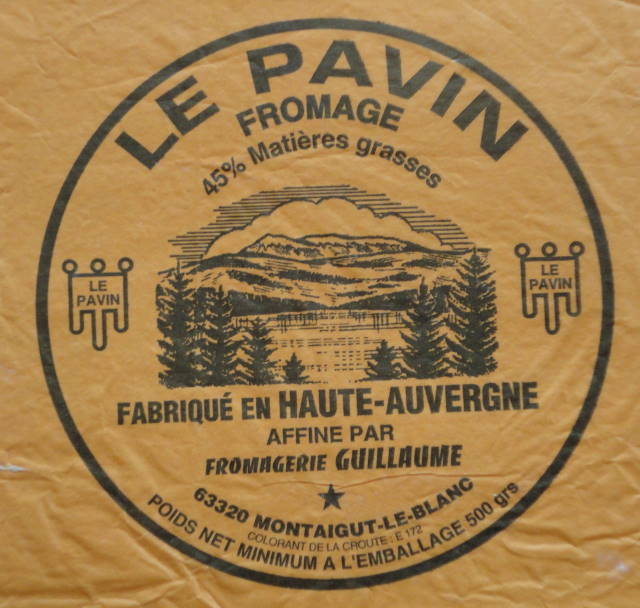 LE PAVIN
FROMAGE
45% Matières grasses
LE
PAVIN
LE
PAVIN
FABRIQUÉ EN HAUTE-AUVERGNE
AFFINE PAR
FROMAGERIE GUILLAUME
63320 MONTAIGUT-LE-BLANC
COLORANT DE LA CROUTE : E 172
POIDS NET MINIMUM A L'EMBALLAGE 500 grs